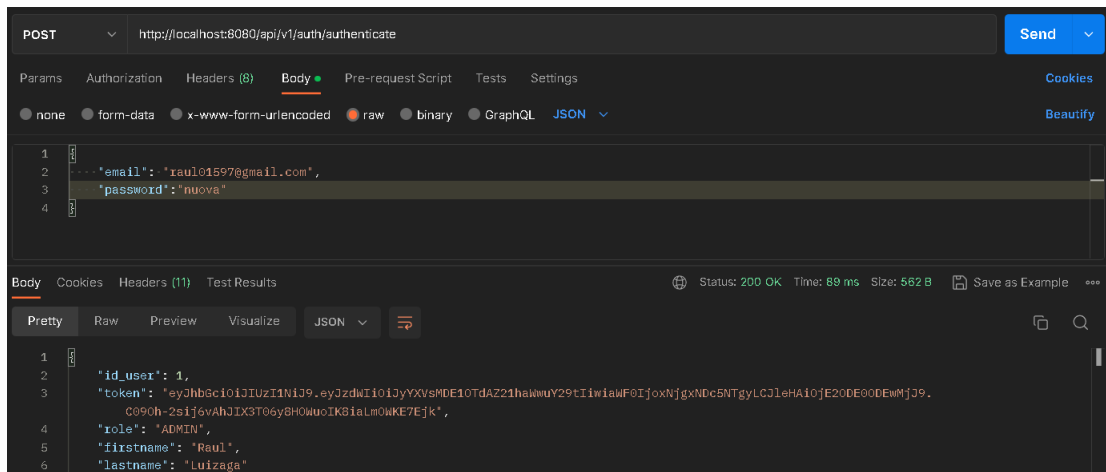 POST http://localhost:8080/api/v1/auth/authenticate Send
Params Authorization Headers (8) Body Pre-request Script Tests Settings Cookies
none form-data x-www-form-urlencoded raw binary GraphQL JSON Beautify
1 {
2 "email": "raul01597@gmail.com",
3 "password":"nuova"
4 }
Body Cookies Headers (11) Test Results Status: 200 OK Time: 89 ms Size: 562 B Save as Example
Pretty Raw Preview Visualize JSON
1 {
2 "id_user": 1,
3 "token": "eyJhbGciOiJIUzI1NiJ9.eyJzdWIiOiJyYXVsMDE1OTdAZ21haWwuY29tIiwiaWF0IjoxNjgxNDc5NTgyLCJleHAiOjE2ODE0ODEwMjJ9.
C090h-2sij6vAhJIX3T06y8HOWuoIK8iaLmOWKE7Ejk",
4 "role": "ADMIN",
5 "firstname": "Raul",
6 "lastname": "Luizaga"